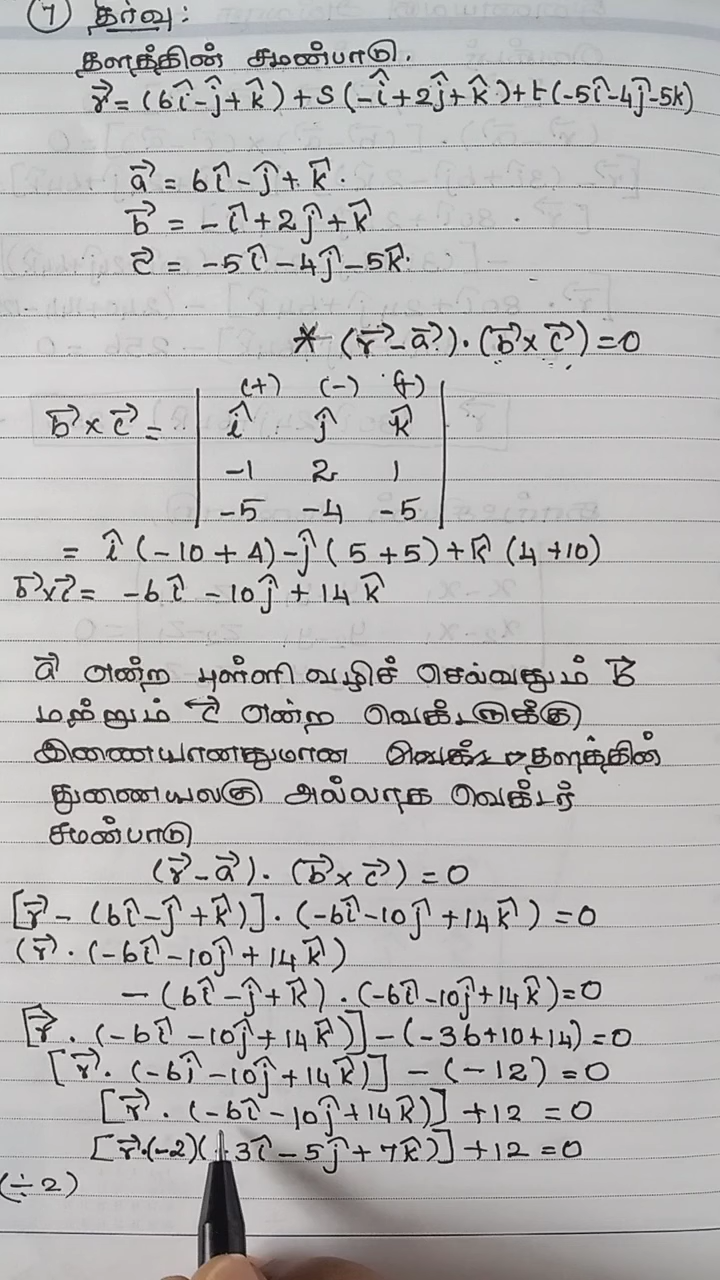 (7) தீர்வு:
தளத்தின் சமன்பாடு.
r⃗ = (6î - ĵ + k̂) + s(-î + 2ĵ + k̂) + t(-5î - 4ĵ - 5k)
a⃗ = 6î - ĵ + k̂.
b⃗ = -î + 2ĵ + k̂
c⃗ = -5î - 4ĵ - 5k̂.
* (r⃗ - a⃗) · (b⃗ × c⃗) = 0
(+) (-) (+)
b⃗ × c⃗ = | î ĵ k̂ |
| -1 2 1 |
| -5 -4 -5 |
= î(-10 + 4) - ĵ(5 + 5) + k̂(4 + 10)
b⃗ × c⃗ = -6î - 10ĵ + 14k̂
a⃗ என்ற புள்ளி வழிச் செல்வதும் b⃗
மற்றும் c⃗ என்ற வெக்டருக்கு
இணையானதுமான தளத்தின்
துணையலகு அல்லாத வெக்டர்
சமன்பாடு
(r⃗ - a⃗) · (b⃗ × c⃗) = 0
[r⃗ - (6î - ĵ + k̂)] · (-6î - 10ĵ + 14k̂) = 0
(r⃗ · (-6î - 10ĵ + 14k̂)
- (6î - ĵ + k̂) · (-6î - 10ĵ + 14k̂) = 0
[r⃗ · (-6î - 10ĵ + 14k̂)] - (-36 + 10 + 14) = 0
[r⃗ · (-6î - 10ĵ + 14k̂)] - (-12) = 0
[r⃗ · (-6î - 10ĵ + 14k̂)] + 12 = 0
[r⃗ · (-2)( 3î - 5ĵ + 7k̂)] + 12 = 0
(÷2)